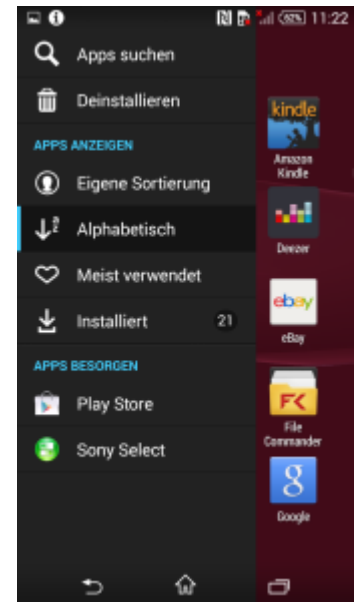 62% 11:22
Apps suchen
Deinstallieren
APPS ANZEIGEN
Eigene Sortierung
Alphabetisch
Meist verwendet
Installiert 21
APPS BESORGEN
Play Store
Sony Select
kindle
Amazon
Kindle
Deezer
ebay
eBay
FK
File
Commander
g
Google